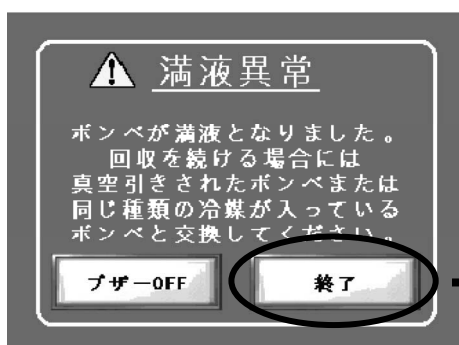 満液異常
ボンベが満液となりました。
回収を続ける場合には
真空引きされたボンベまたは
同じ種類の冷媒が入っている
ボンベと交換してください。
ブザーOFF 終了